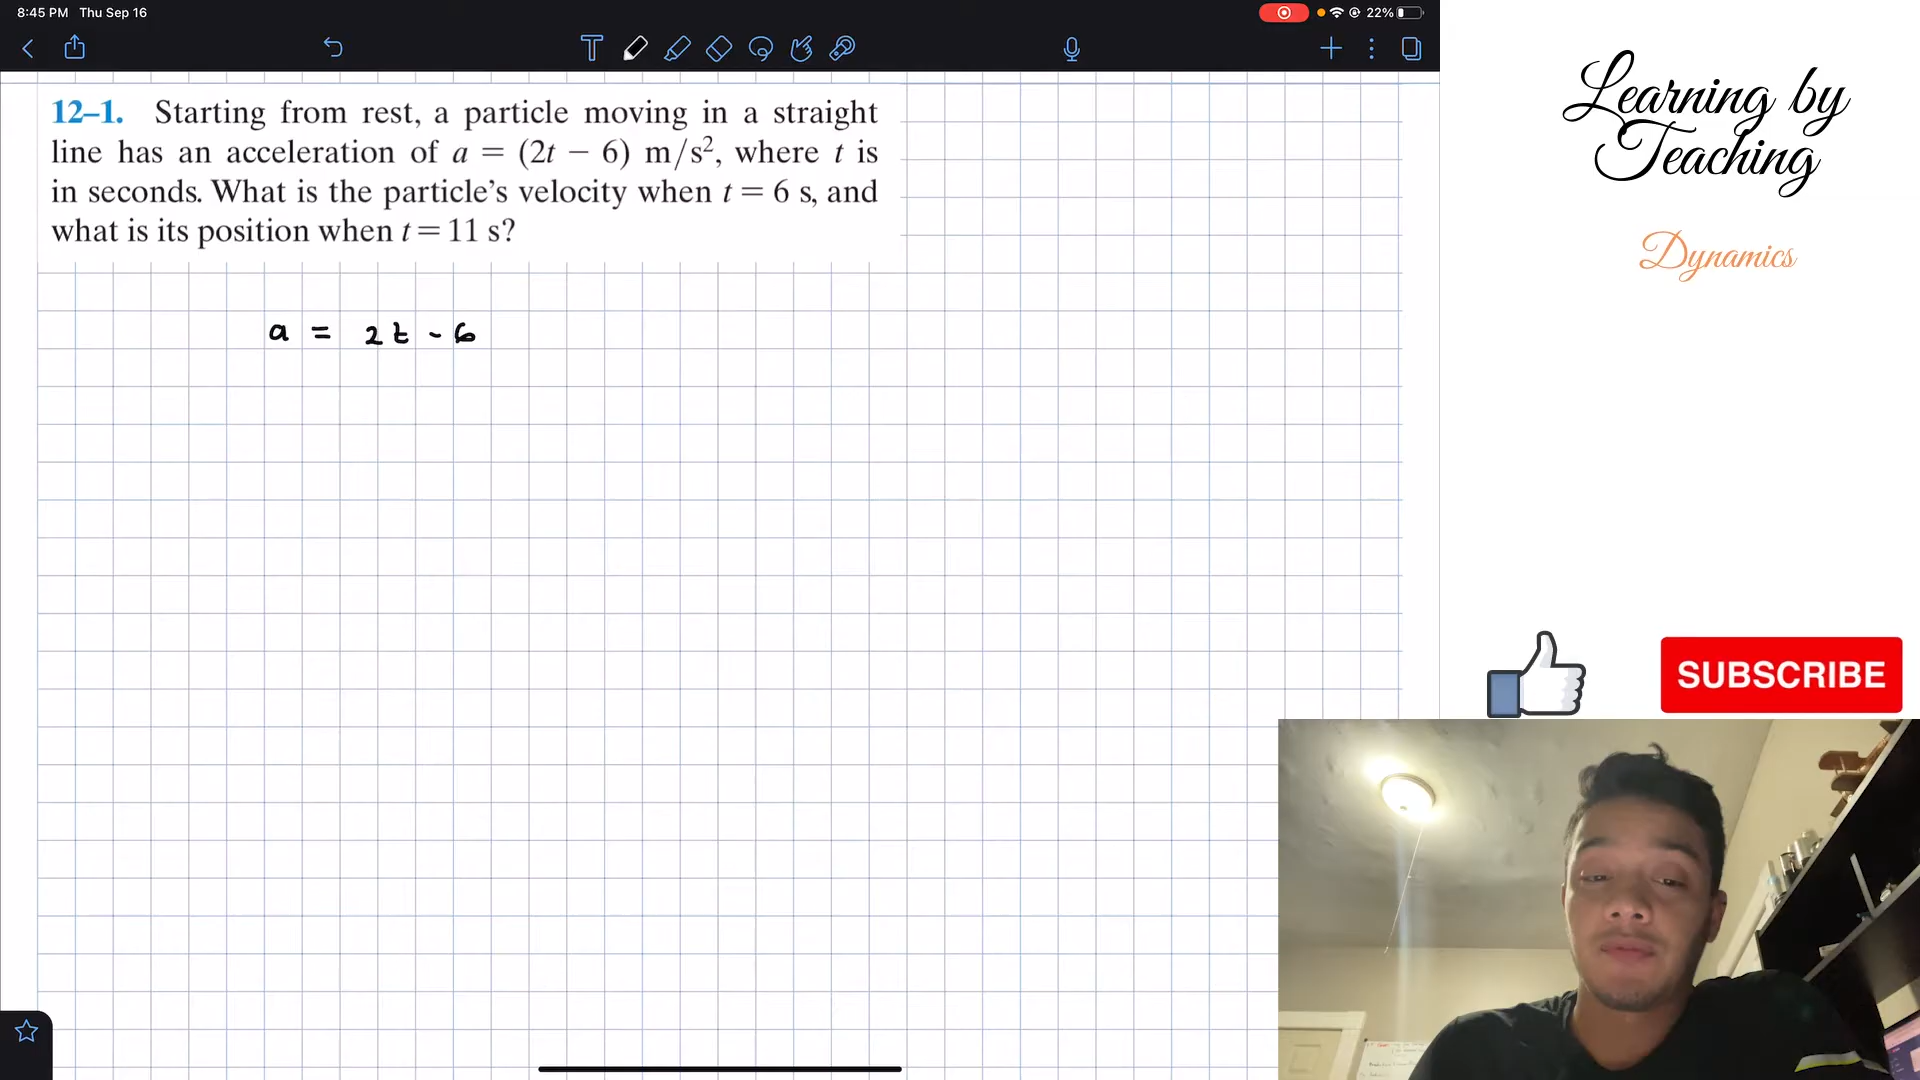 8:45 PM Thu Sep 16
22%
12–1. Starting from rest, a particle moving in a straight
line has an acceleration of a = (2t − 6) m/s², where t is
in seconds. What is the particle's velocity when t = 6 s, and
what is its position when t = 11 s?
a = 2t - 6
Learning by
Teaching
Dynamics
SUBSCRIBE